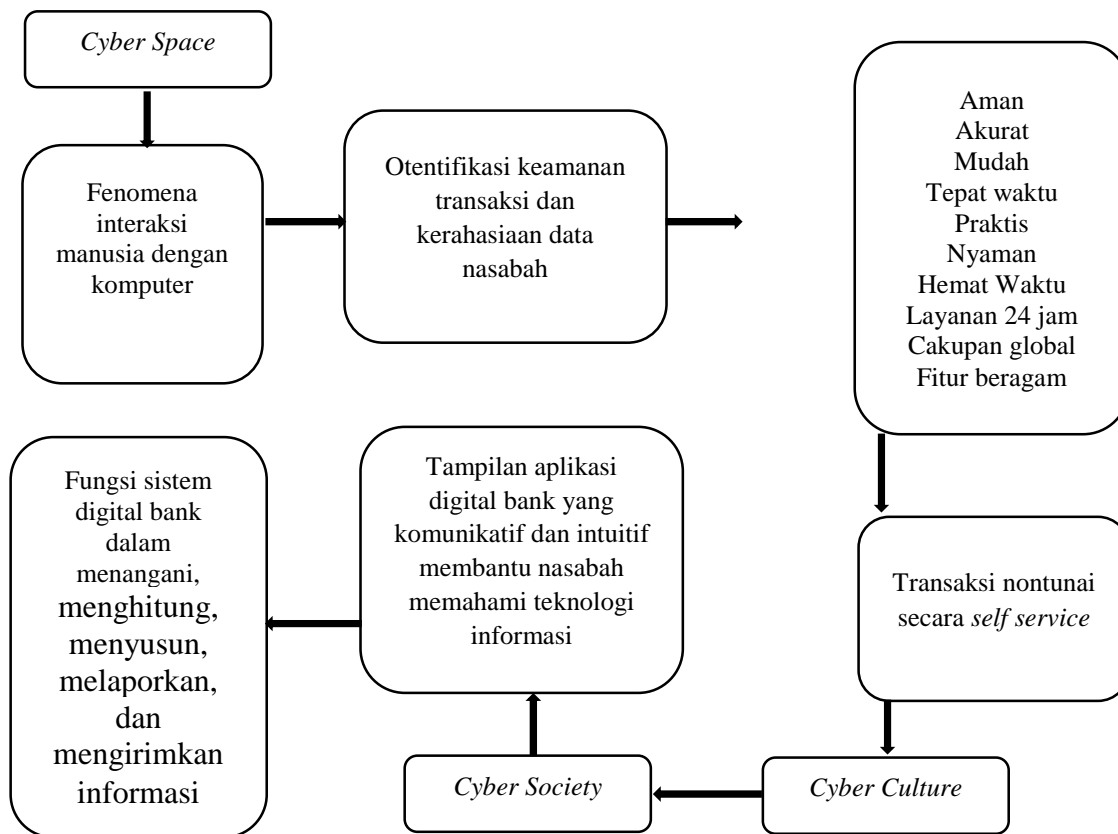 Cyber Space
Fenomena
interaksi
manusia dengan
komputer
Otentifikasi keamanan
transaksi dan
kerahasiaan data
nasabah
Aman
Akurat
Mudah
Tepat waktu
Praktis
Nyaman
Hemat Waktu
Layanan 24 jam
Cakupan global
Fitur beragam
Transaksi nontunai
secara self service
Cyber Culture
Cyber Society
Tampilan aplikasi
digital bank yang
komunikatif dan intuitif
membantu nasabah
memahami teknologi
informasi
Fungsi sistem
digital bank
dalam
menangani,
menghitung,
menyusun,
melaporkan,
dan
mengirimkan
informasi